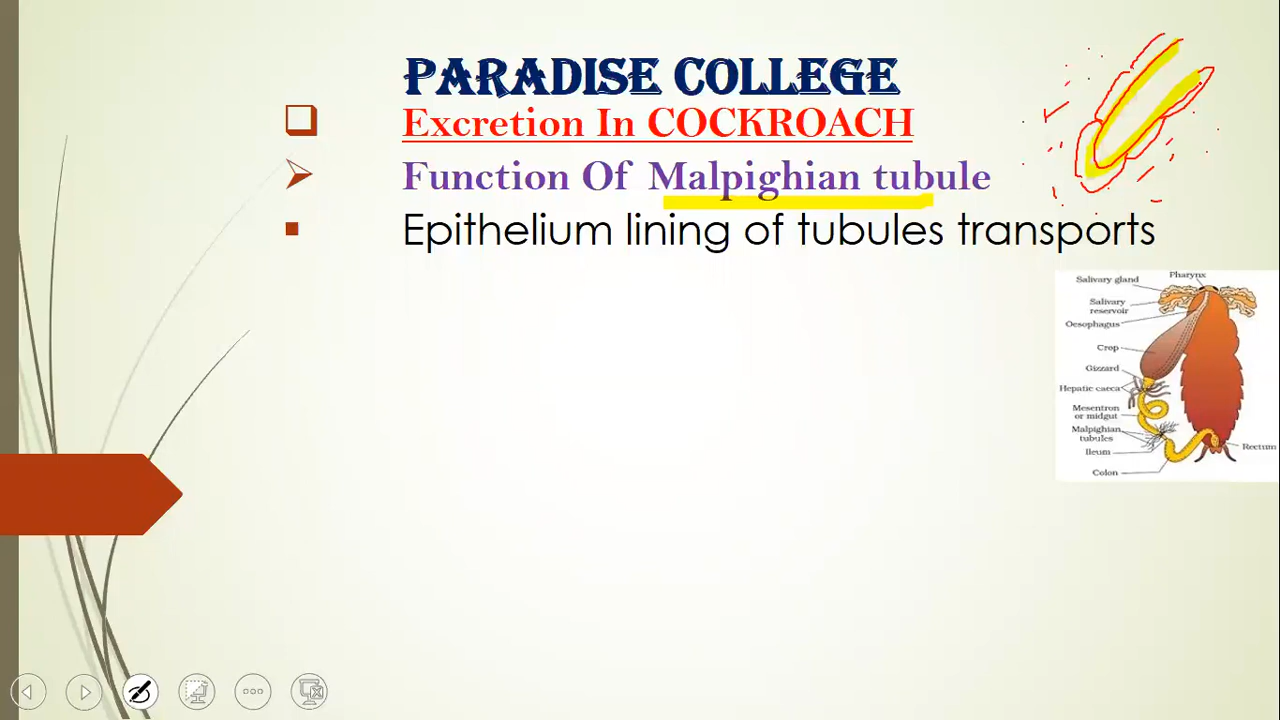 PARADISE COLLEGE
Excretion In COCKROACH
Function Of Malpighian tubule
Epithelium lining of tubules transports
Pharynx
Salivary gland
Salivary
reservoir
Oesophagus
Crop
Gizzard
Hepatic caeca
Mesentron
or midgut
Malpighian
tubules
Ileum
Rectum
Colon